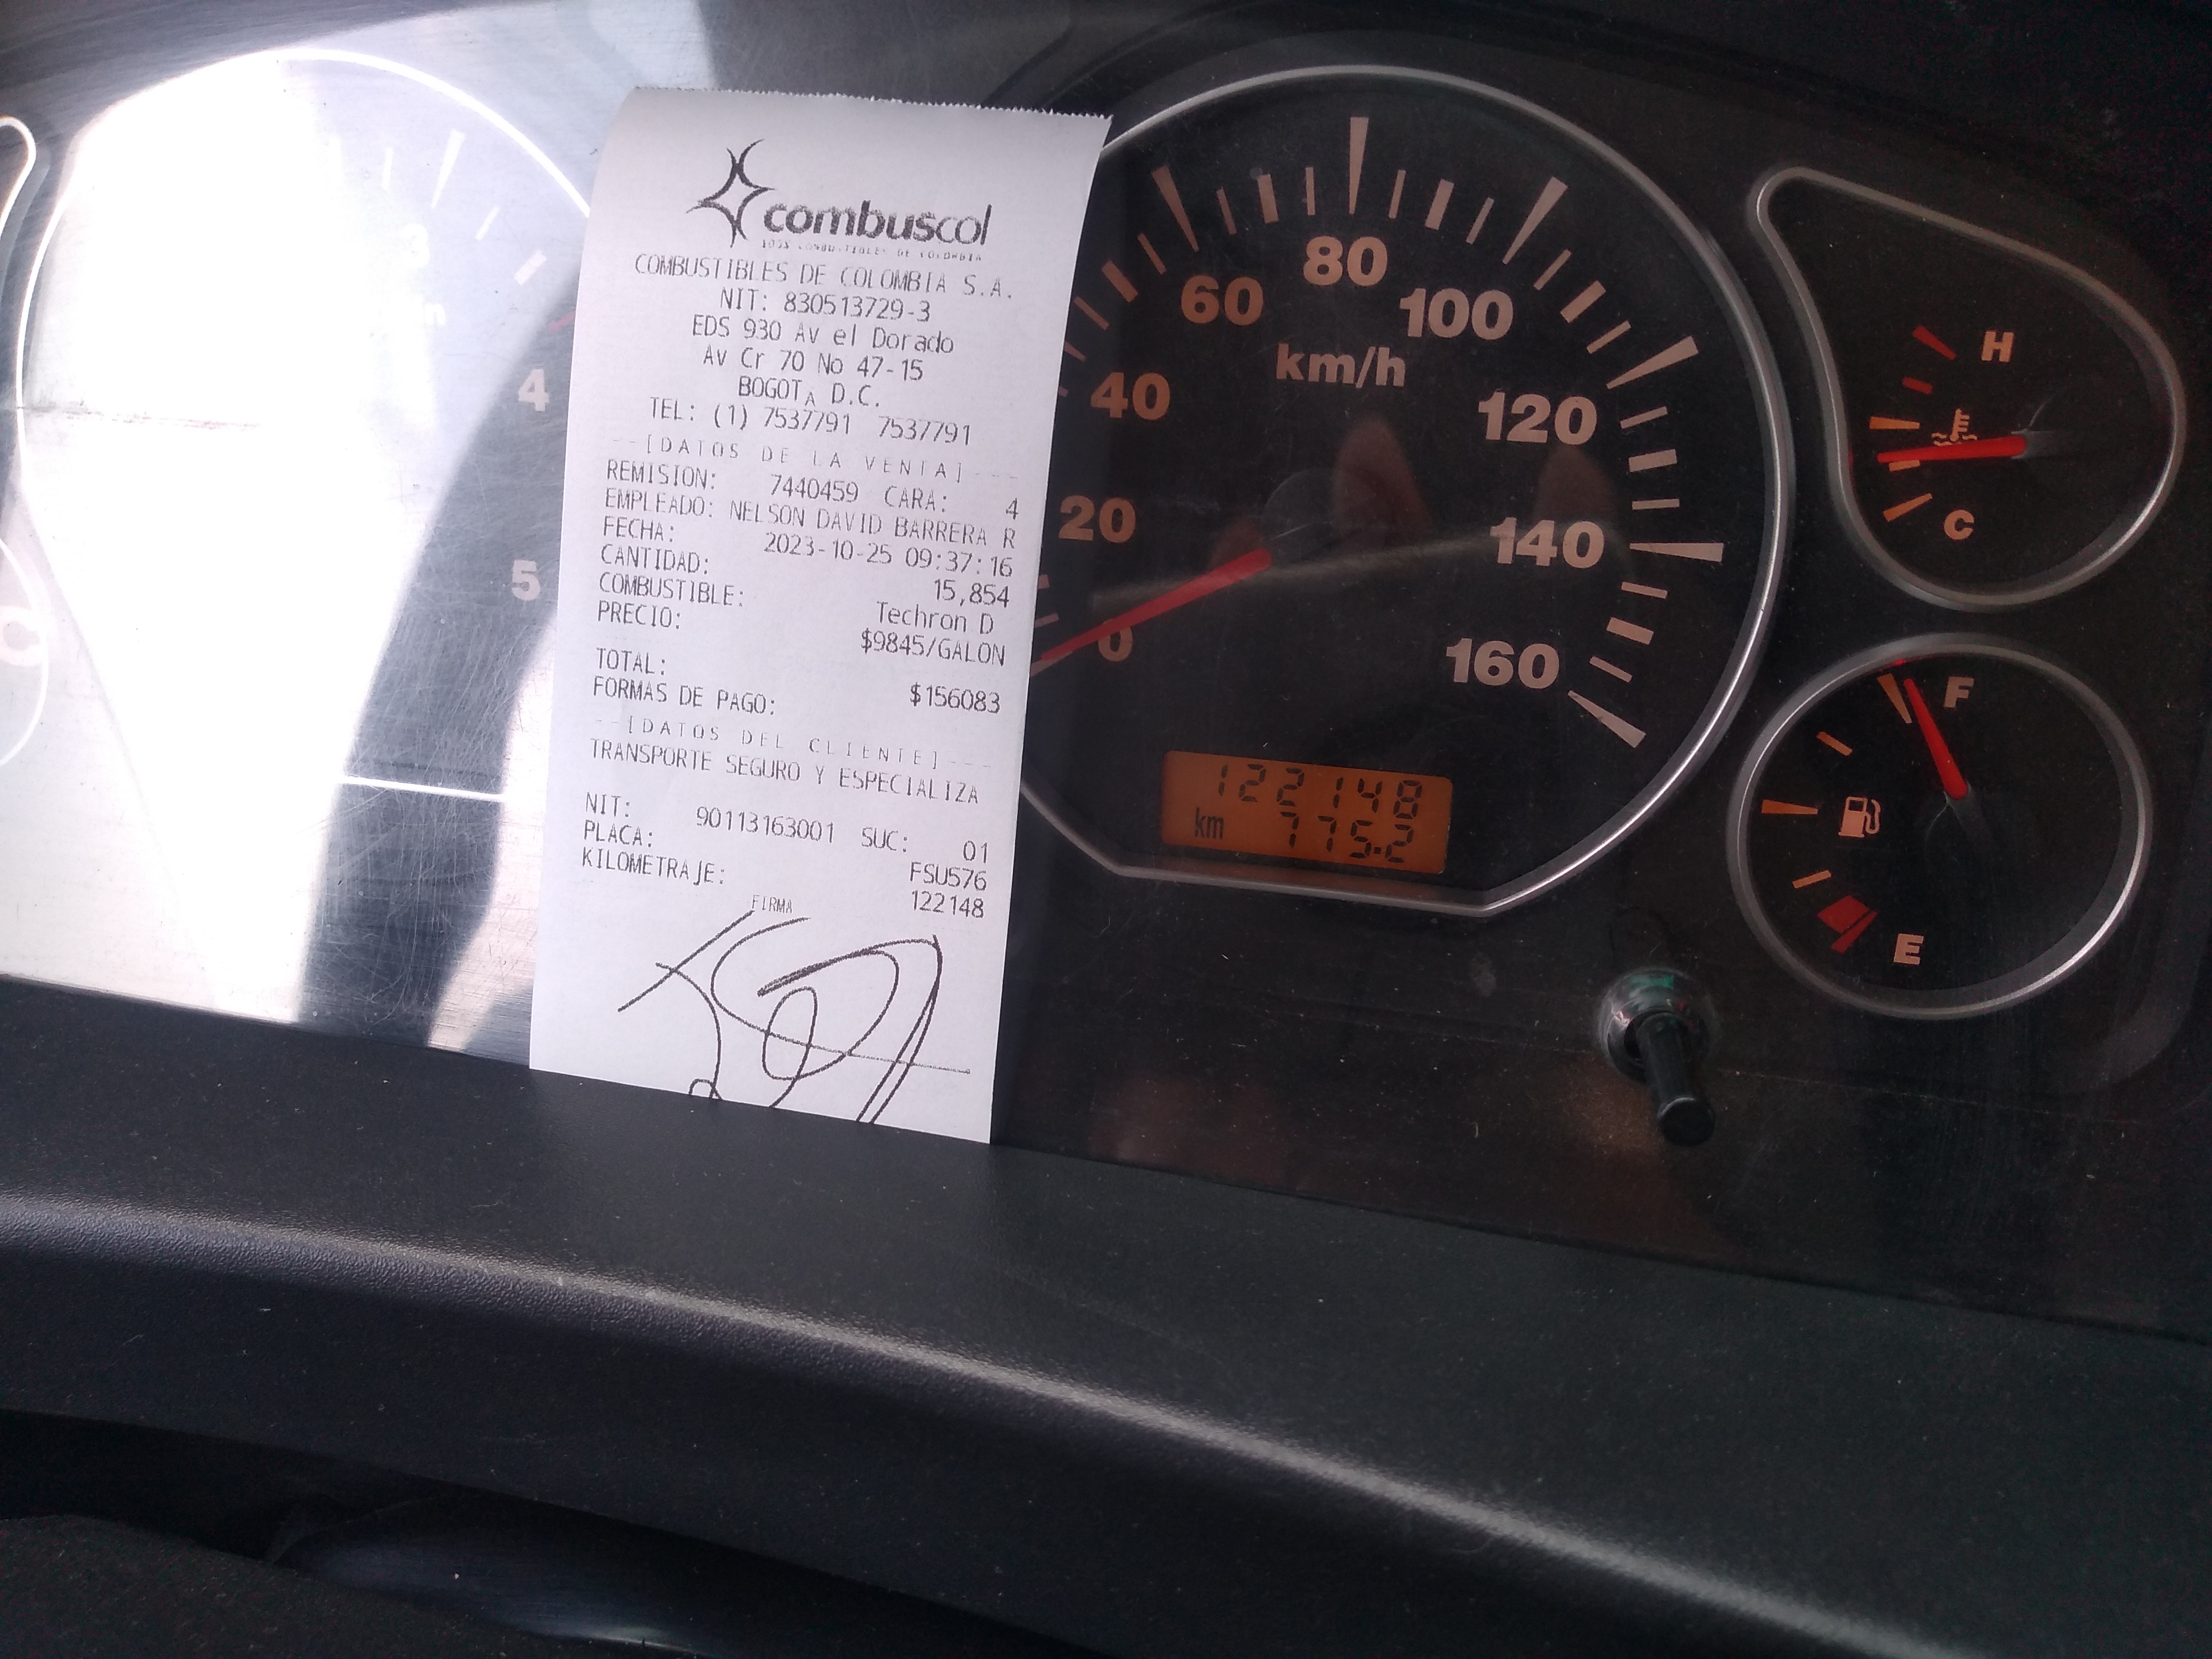 combuscol
COMBUSTIBLES DE COLOMBIA S.A.
NIT: 830513729-3
EDS 930 Av el Dorado
Av Cr 70 No 47-15
BOGOTA D.C.
TEL: (1) 7537791 7537791
--[DATOS DE LA VENTA]---
REMISION: 7440459 CARA: 4
EMPLEADO: NELSON DAVID BARRERA R
FECHA: 2023-10-25 09:37:16
CANTIDAD: 15,854
COMBUSTIBLE: Techron D
PRECIO: $9845/GALON
TOTAL: $156083
FORMAS DE PAGO:
--[DATOS DEL CLIENTE]---
TRANSPORTE SEGURO Y ESPECIALIZA
NIT: 90113163001 SUC: 01
PLACA: FSU576
KILOMETRAJE: 122148
FIRMA
3
4
5
C
0
20
40
60
80
100
120
140
160
km/h
122148
km 775.2
H
C
F
E